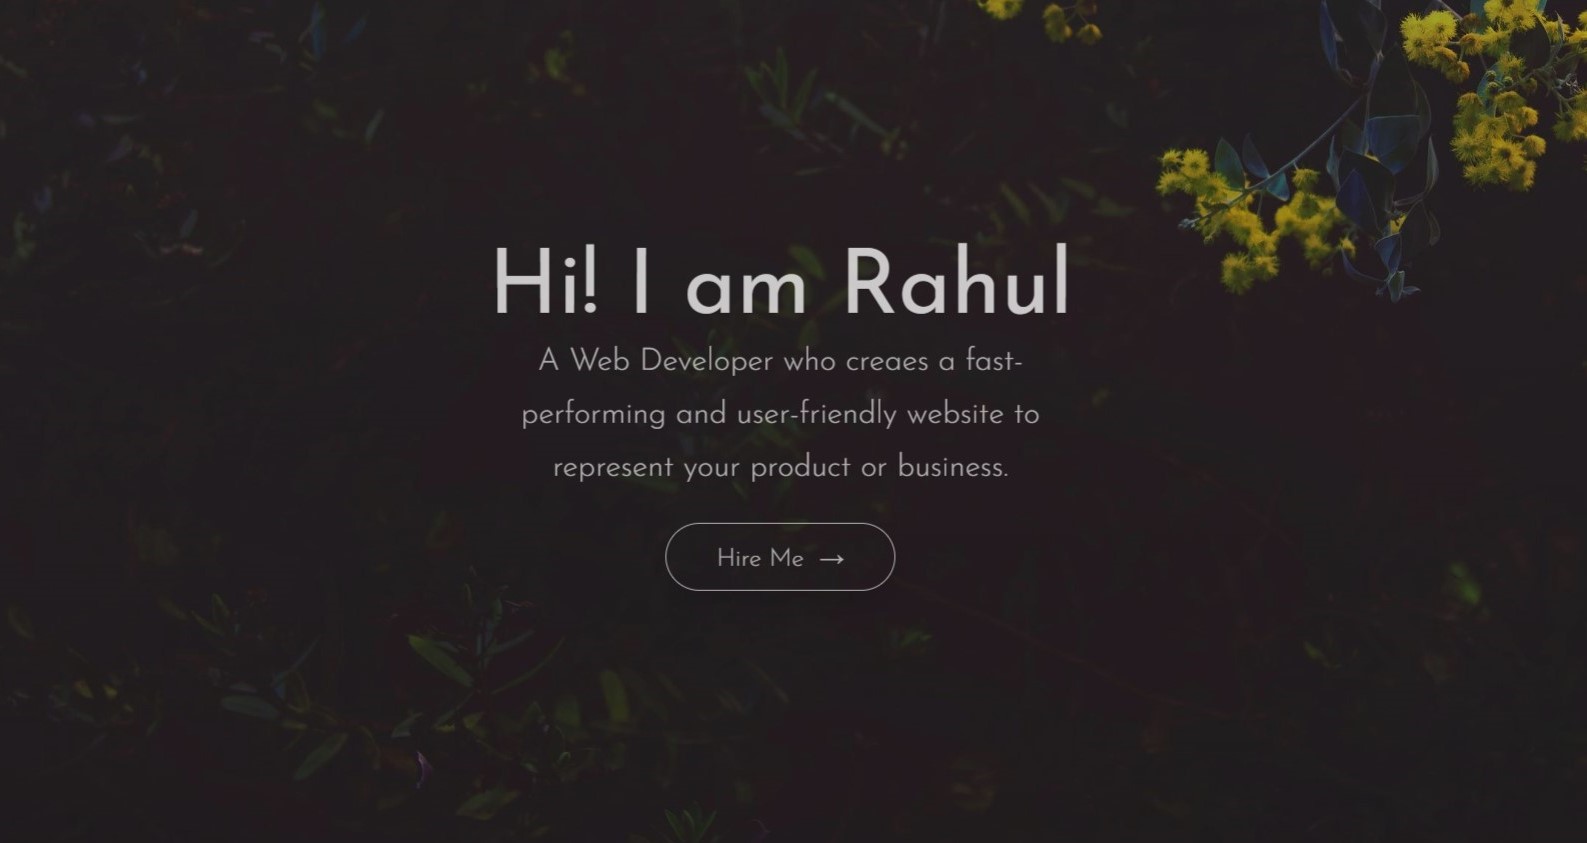 Hi! I am Rahul
A Web Developer who creaes a fast-
performing and user-friendly website to
represent your product or business.
Hire Me →